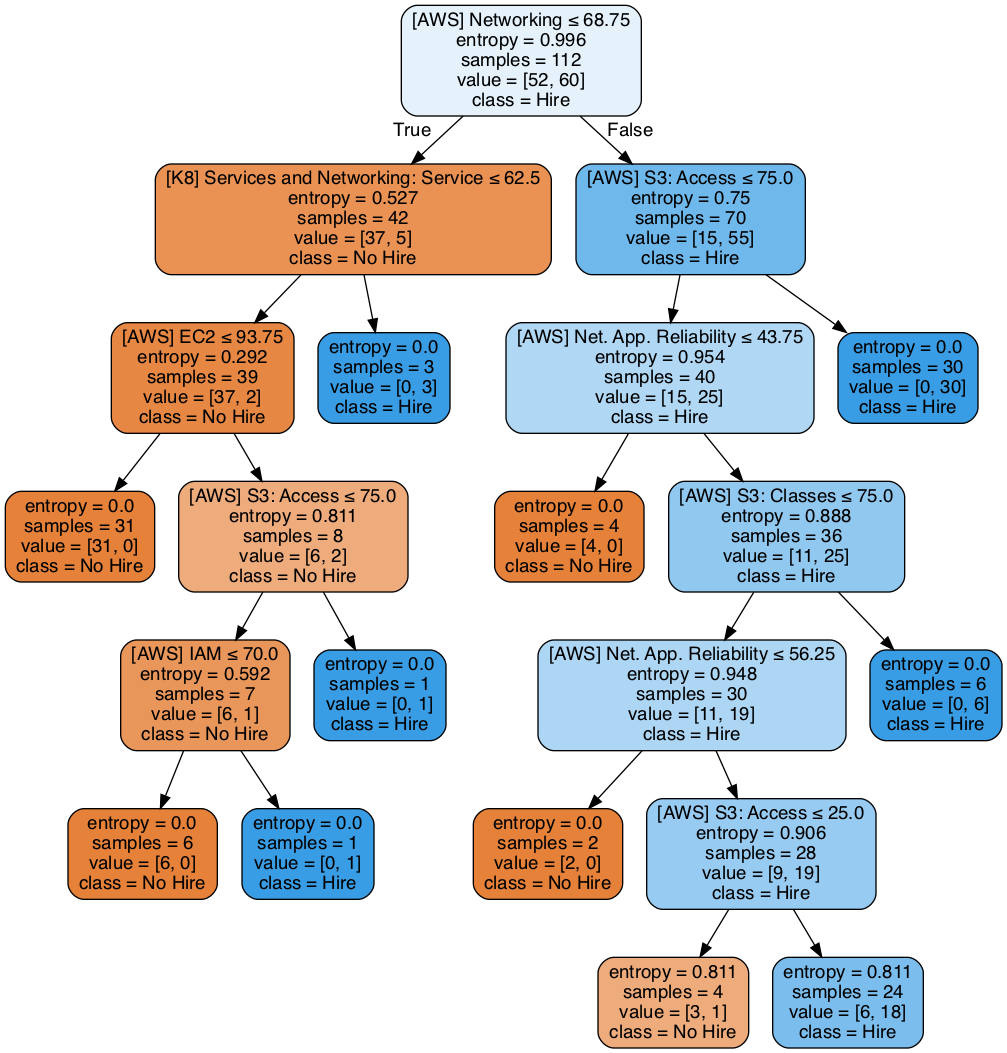 [AWS] Networking ≤ 68.75
entropy = 0.996
samples = 112
value = [52, 60]
class = Hire
True
False
[K8] Services and Networking: Service ≤ 62.5
entropy = 0.527
samples = 42
value = [37, 5]
class = No Hire
[AWS] S3: Access ≤ 75.0
entropy = 0.75
samples = 70
value = [15, 55]
class = Hire
[AWS] EC2 ≤ 93.75
entropy = 0.292
samples = 39
value = [37, 2]
class = No Hire
entropy = 0.0
samples = 3
value = [0, 3]
class = Hire
[AWS] Net. App. Reliability ≤ 43.75
entropy = 0.954
samples = 40
value = [15, 25]
class = Hire
entropy = 0.0
samples = 30
value = [0, 30]
class = Hire
entropy = 0.0
samples = 31
value = [31, 0]
class = No Hire
[AWS] S3: Access ≤ 75.0
entropy = 0.811
samples = 8
value = [6, 2]
class = No Hire
entropy = 0.0
samples = 4
value = [4, 0]
class = No Hire
[AWS] S3: Classes ≤ 75.0
entropy = 0.888
samples = 36
value = [11, 25]
class = Hire
[AWS] IAM ≤ 70.0
entropy = 0.592
samples = 7
value = [6, 1]
class = No Hire
entropy = 0.0
samples = 1
value = [0, 1]
class = Hire
[AWS] Net. App. Reliability ≤ 56.25
entropy = 0.948
samples = 30
value = [11, 19]
class = Hire
entropy = 0.0
samples = 6
value = [0, 6]
class = Hire
entropy = 0.0
samples = 6
value = [6, 0]
class = No Hire
entropy = 0.0
samples = 1
value = [0, 1]
class = Hire
entropy = 0.0
samples = 2
value = [2, 0]
class = No Hire
[AWS] S3: Access ≤ 25.0
entropy = 0.906
samples = 28
value = [9, 19]
class = Hire
entropy = 0.811
samples = 4
value = [3, 1]
class = No Hire
entropy = 0.811
samples = 24
value = [6, 18]
class = Hire